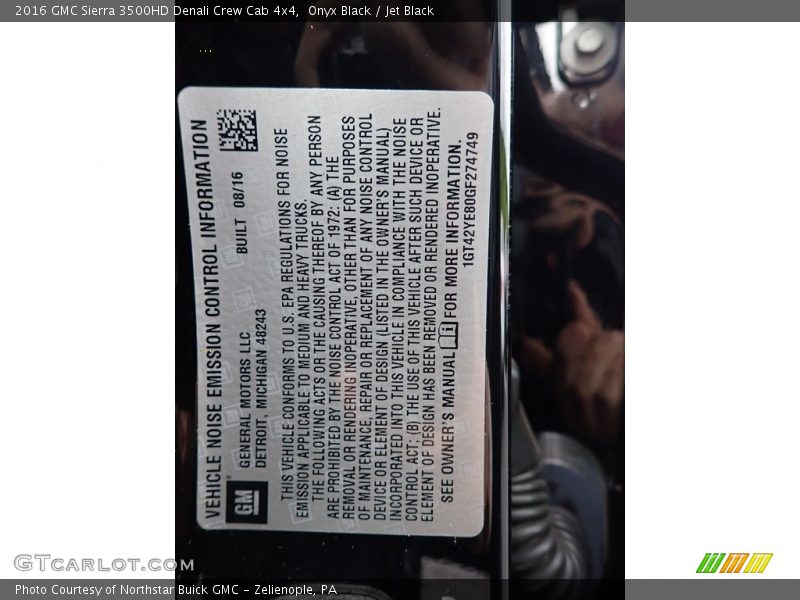 2016 GMC Sierra 3500HD Denali Crew Cab 4x4,  Onyx Black / Jet Black
VEHICLE NOISE EMISSION CONTROL INFORMATION
GM
GENERAL MOTORS LLC
DETROIT, MICHIGAN 48243
BUILT 08/16
THIS VEHICLE CONFORMS TO U.S. EPA REGULATIONS FOR NOISE
EMISSION APPLICABLE TO MEDIUM AND HEAVY TRUCKS.
THE FOLLOWING ACTS OR THE CAUSING THEREOF BY ANY PERSON
ARE PROHIBITED BY THE NOISE CONTROL ACT OF 1972: (A) THE
REMOVAL OR RENDERING INOPERATIVE, OTHER THAN FOR PURPOSES
OF MAINTENANCE, REPAIR OR REPLACEMENT OF ANY NOISE CONTROL
DEVICE OR ELEMENT OF DESIGN (LISTED IN THE OWNER'S MANUAL)
INCORPORATED INTO THIS VEHICLE IN COMPLIANCE WITH THE NOISE
CONTROL ACT; (B) THE USE OF THIS VEHICLE AFTER SUCH DEVICE OR
ELEMENT OF DESIGN HAS BEEN REMOVED OR RENDERED INOPERATIVE.
SEE OWNER'S MANUAL i FOR MORE INFORMATION.
1GT42YE80GF274749
GTcarlot.com
Photo Courtesy of Northstar Buick GMC – Zelienople, PA